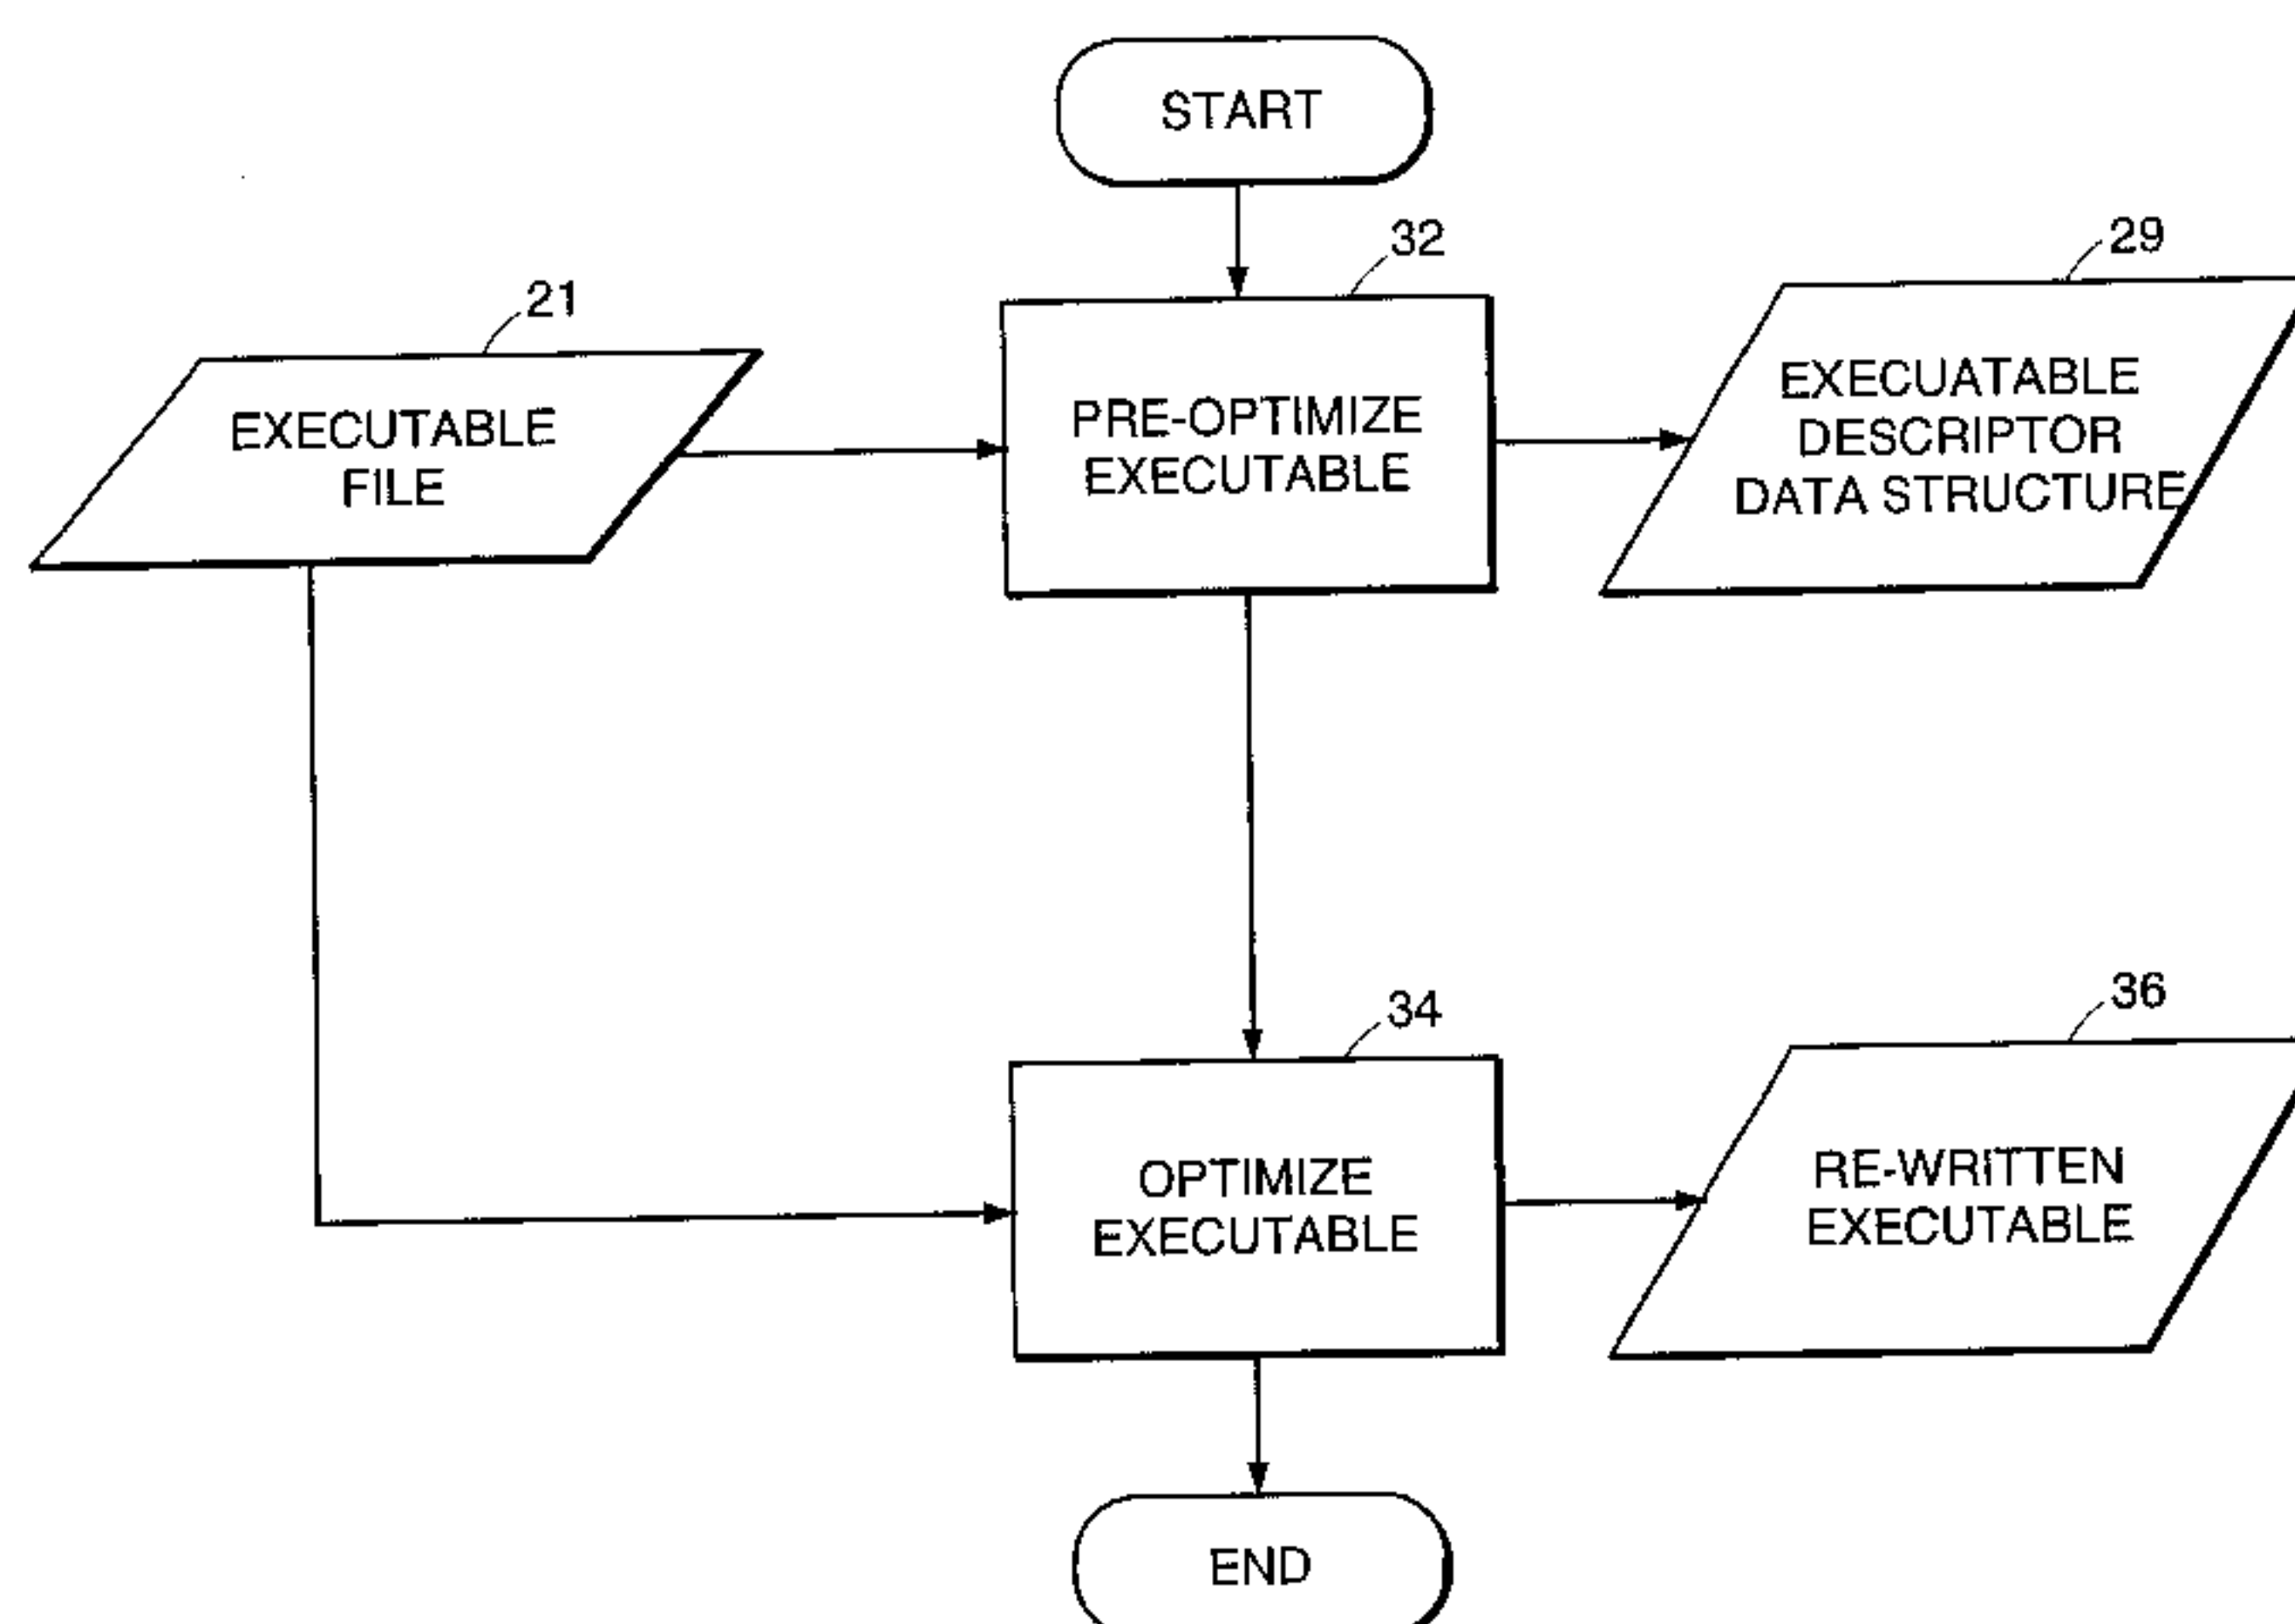 START
32
29
21
EXECUTABLE
FILE
PRE-OPTIMIZE
EXECUTABLE
EXECUATABLE
DESCRIPTOR
DATA STRUCTURE
34
36
OPTIMIZE
EXECUTABLE
RE-WRITTEN
EXECUTABLE
END